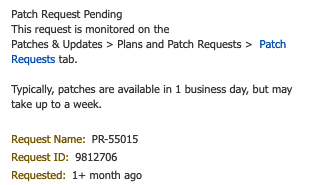 Patch Request Pending
This request is monitored on the
Patches & Updates > Plans and Patch Requests > Patch
Requests tab.
Typically, patches are available in 1 business day, but may
take up to a week.
Request Name: PR-55015
Request ID: 9812706
Requested: 1+ month ago